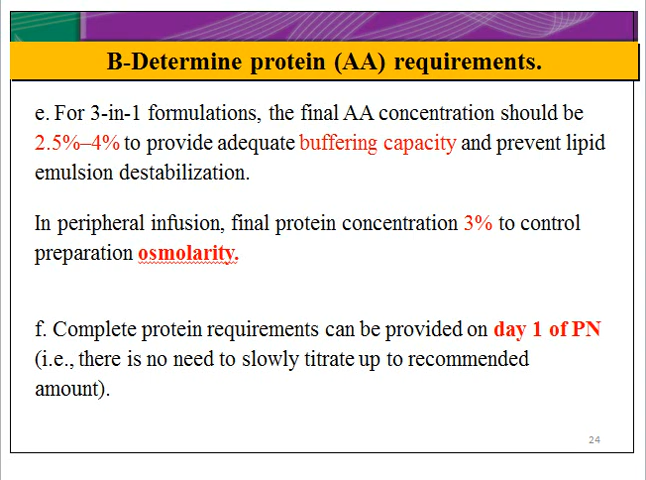 B-Determine protein (AA) requirements.
e. For 3-in-1 formulations, the final AA concentration should be
2.5%–4% to provide adequate buffering capacity and prevent lipid
emulsion destabilization.
In peripheral infusion, final protein concentration 3% to control
preparation osmolarity.
f. Complete protein requirements can be provided on day 1 of PN
(i.e., there is no need to slowly titrate up to recommended
amount).
24